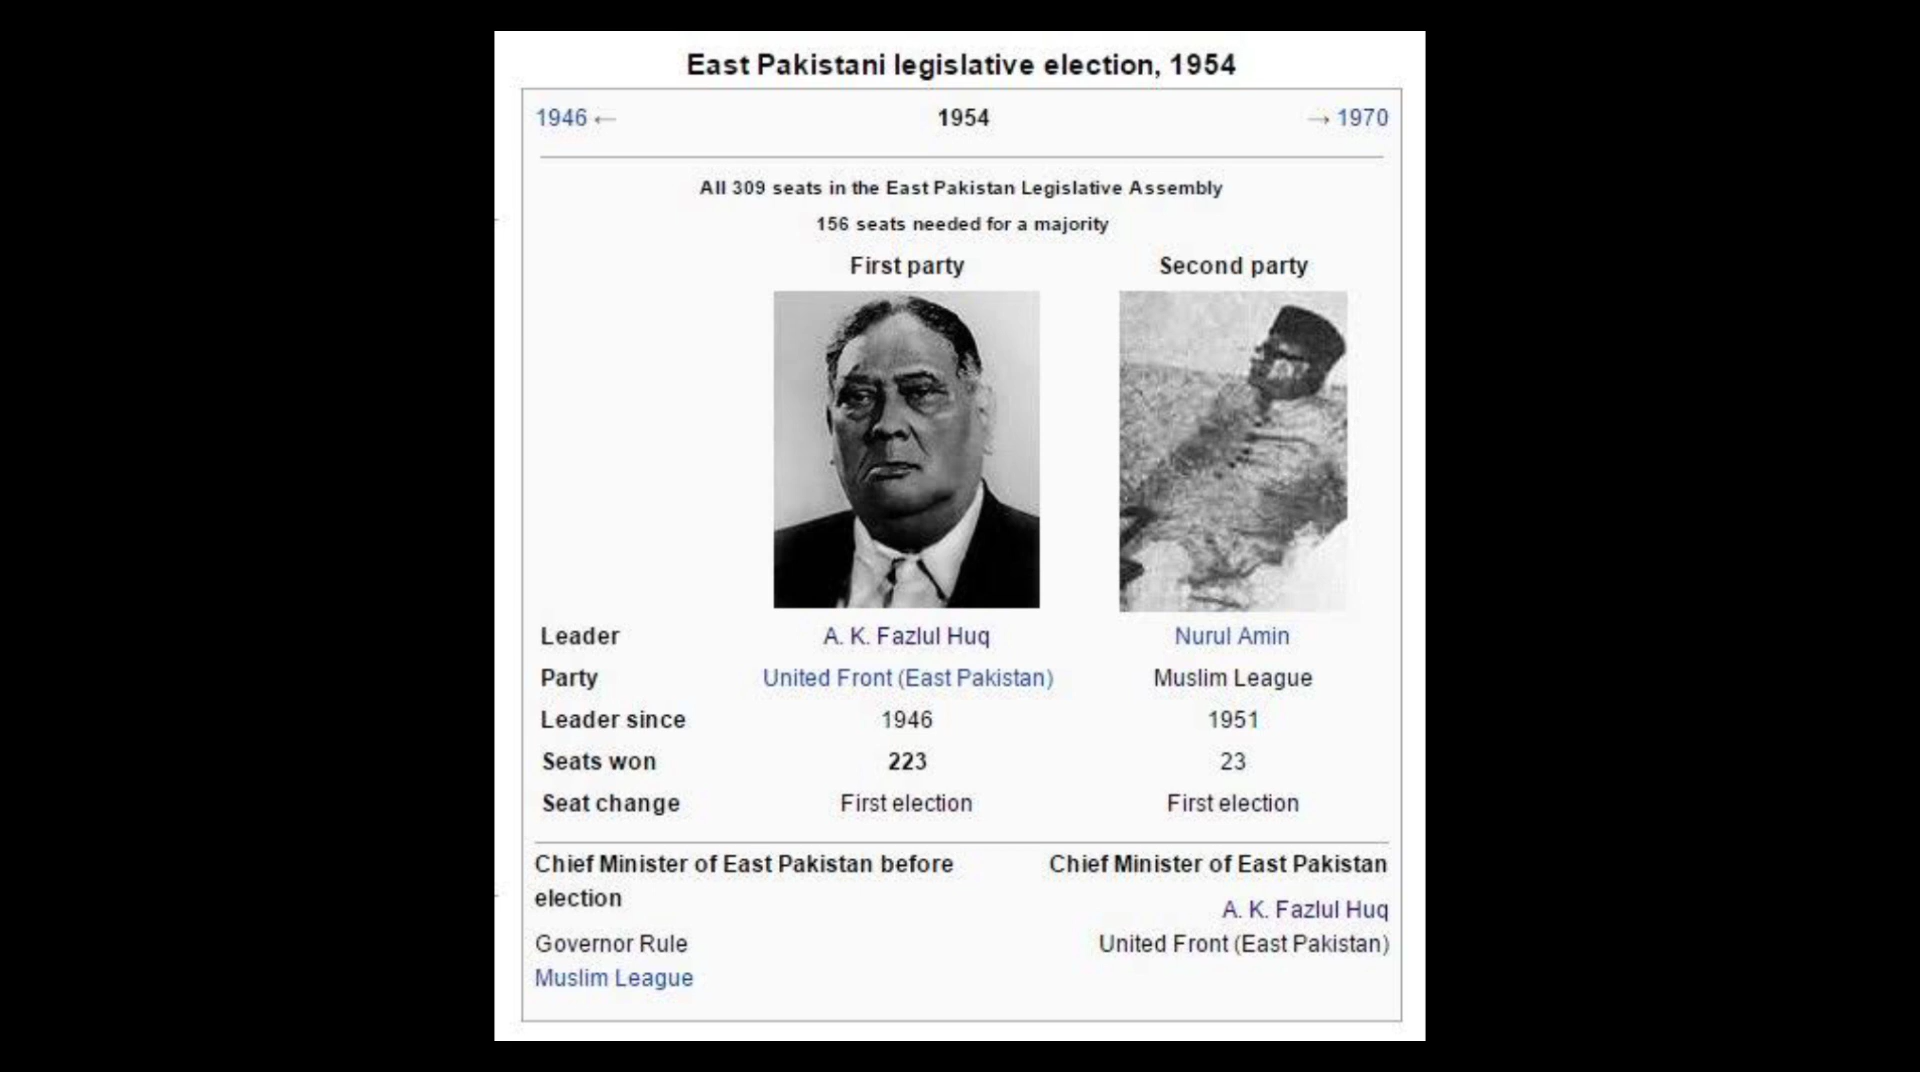 East Pakistani legislative election, 1954
1946 ← 1954 → 1970
All 309 seats in the East Pakistan Legislative Assembly
156 seats needed for a majority
First party Second party
Leader A. K. Fazlul Huq Nurul Amin
Party United Front (East Pakistan) Muslim League
Leader since 1946 1951
Seats won 223 23
Seat change First election First election
Chief Minister of East Pakistan before election
Governor Rule
Muslim League
Chief Minister of East Pakistan
A. K. Fazlul Huq
United Front (East Pakistan)